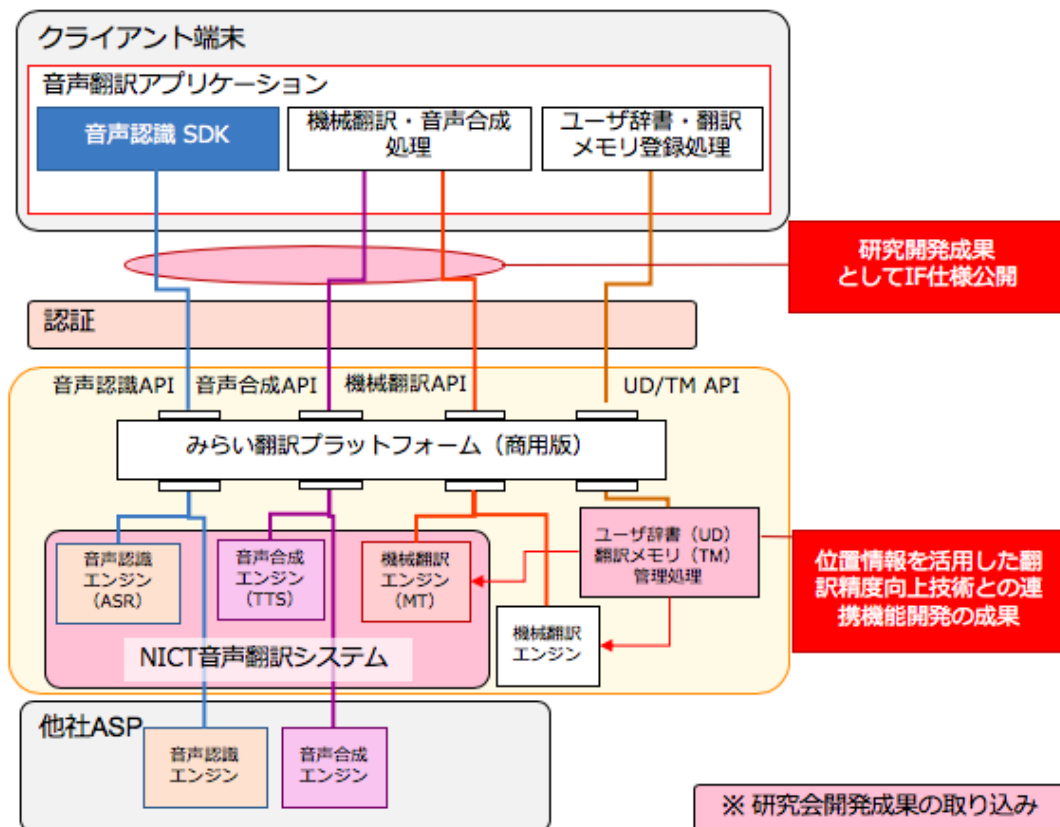 クライアント端末
音声翻訳アプリケーション
音声認識 SDK
機械翻訳・音声合成
処理
ユーザ辞書・翻訳
メモリ登録処理
研究開発成果
としてIF仕様公開
認証
音声認識API
音声合成API
機械翻訳API
UD/TM API
みらい翻訳プラットフォーム（商用版）
音声認識
エンジン
（ASR）
音声合成
エンジン
（TTS）
機械翻訳
エンジン
（MT）
ユーザ辞書（UD）
翻訳メモリ（TM）
管理処理
位置情報を活用した翻
訳精度向上技術との連
携機能開発の成果
機械翻訳
エンジン
NICT音声翻訳システム
他社ASP
音声認識
エンジン
音声合成
エンジン
※ 研究会開発成果の取り込み